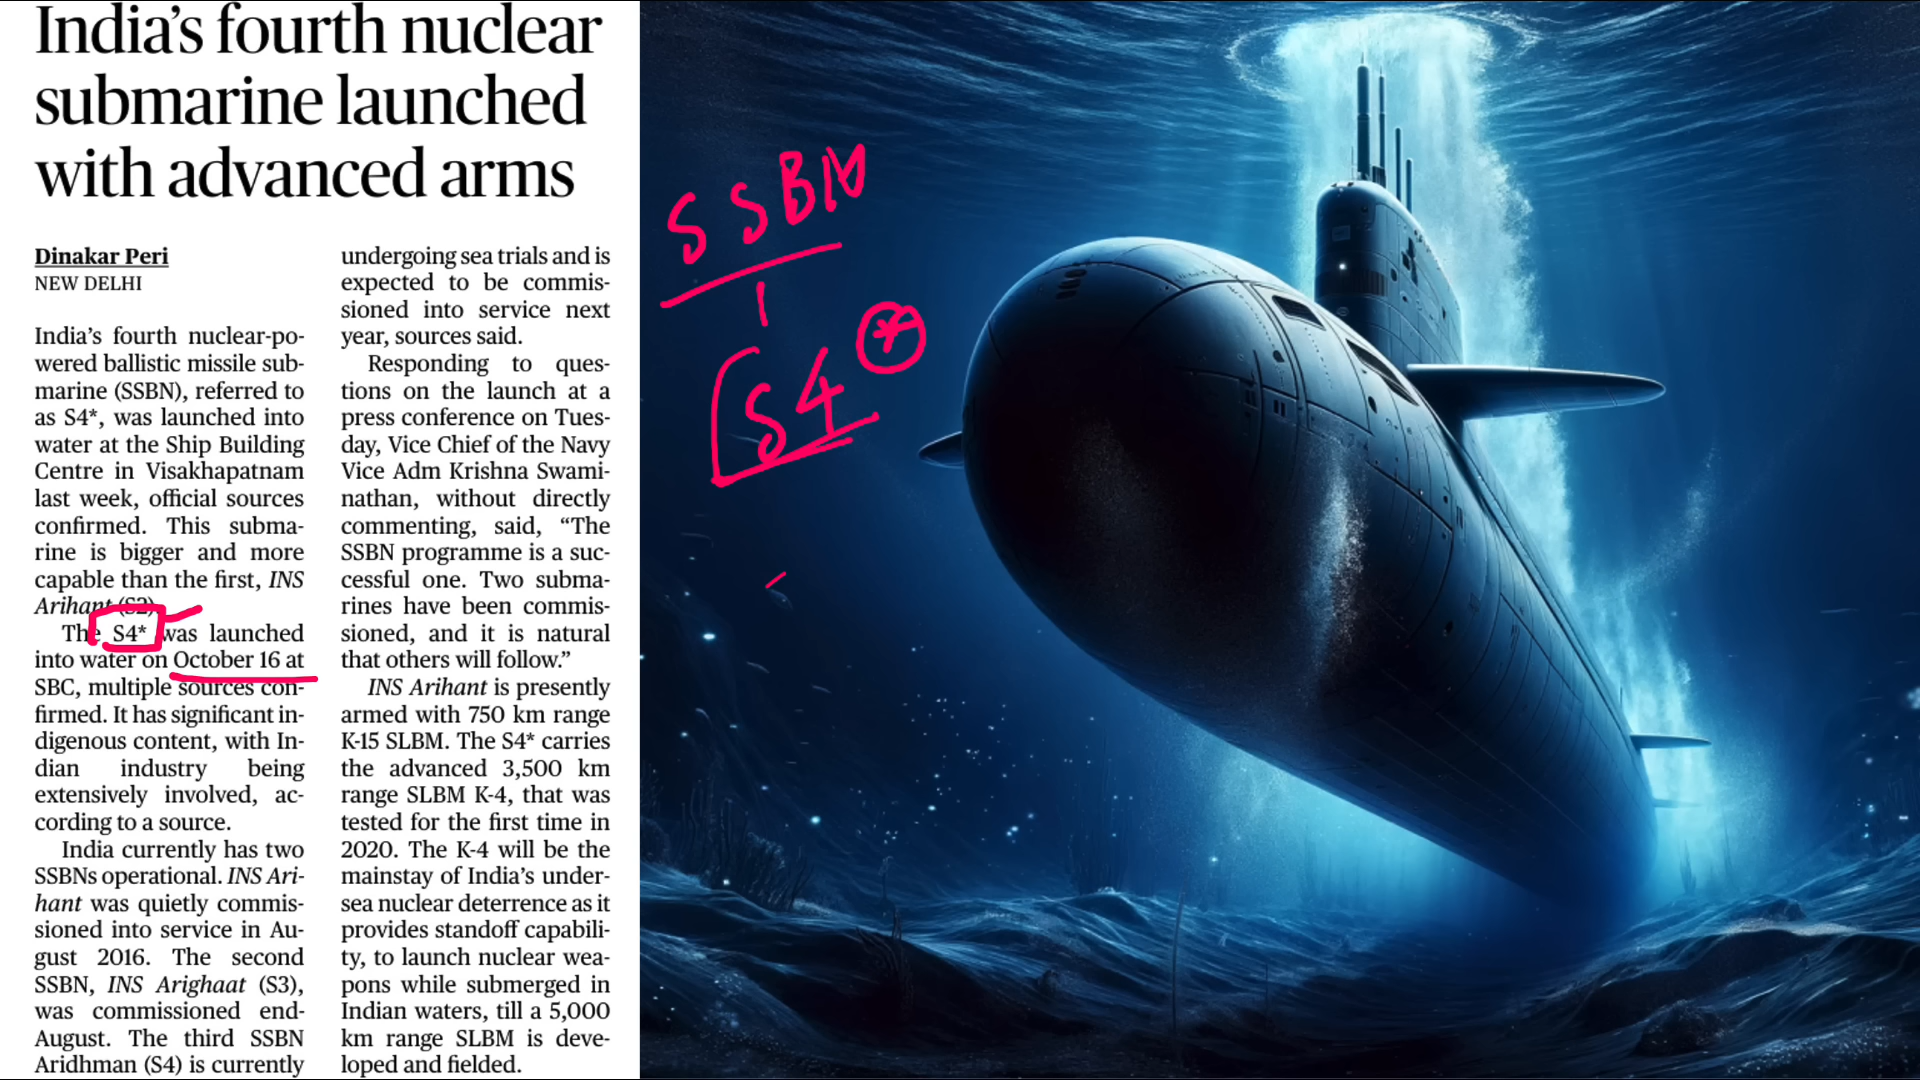 India’s fourth nuclear
submarine launched
with advanced arms
Dinakar Peri
NEW DELHI
India’s fourth nuclear-po-
wered ballistic missile sub-
marine (SSBN), referred to
as S4*, was launched into
water at the Ship Building
Centre in Visakhapatnam
last week, official sources
confirmed. This subma-
rine is bigger and more
capable than the first, INS
Arihant (S2).
The S4* was launched
into water on October 16 at
SBC, multiple sources con-
firmed. It has significant in-
digenous content, with In-
dian industry being
extensively involved, ac-
cording to a source.
India currently has two
SSBNs operational. INS Ari-
hant was quietly commis-
sioned into service in Au-
gust 2016. The second
SSBN, INS Arighaat (S3),
was commissioned end-
August. The third SSBN
Aridhman (S4) is currently
undergoing sea trials and is
expected to be commis-
sioned into service next
year, sources said.
Responding to ques-
tions on the launch at a
press conference on Tues-
day, Vice Chief of the Navy
Vice Adm Krishna Swami-
nathan, without directly
commenting, said, “The
SSBN programme is a suc-
cessful one. Two subma-
rines have been commis-
sioned, and it is natural
that others will follow.”
INS Arihant is presently
armed with 750 km range
K-15 SLBM. The S4* carries
the advanced 3,500 km
range SLBM K-4, that was
tested for the first time in
2020. The K-4 will be the
mainstay of India’s under-
sea nuclear deterrence as it
provides standoff capabili-
ty, to launch nuclear wea-
pons while submerged in
Indian waters, till a 5,000
km range SLBM is deve-
loped and fielded.
SSBN
S4*